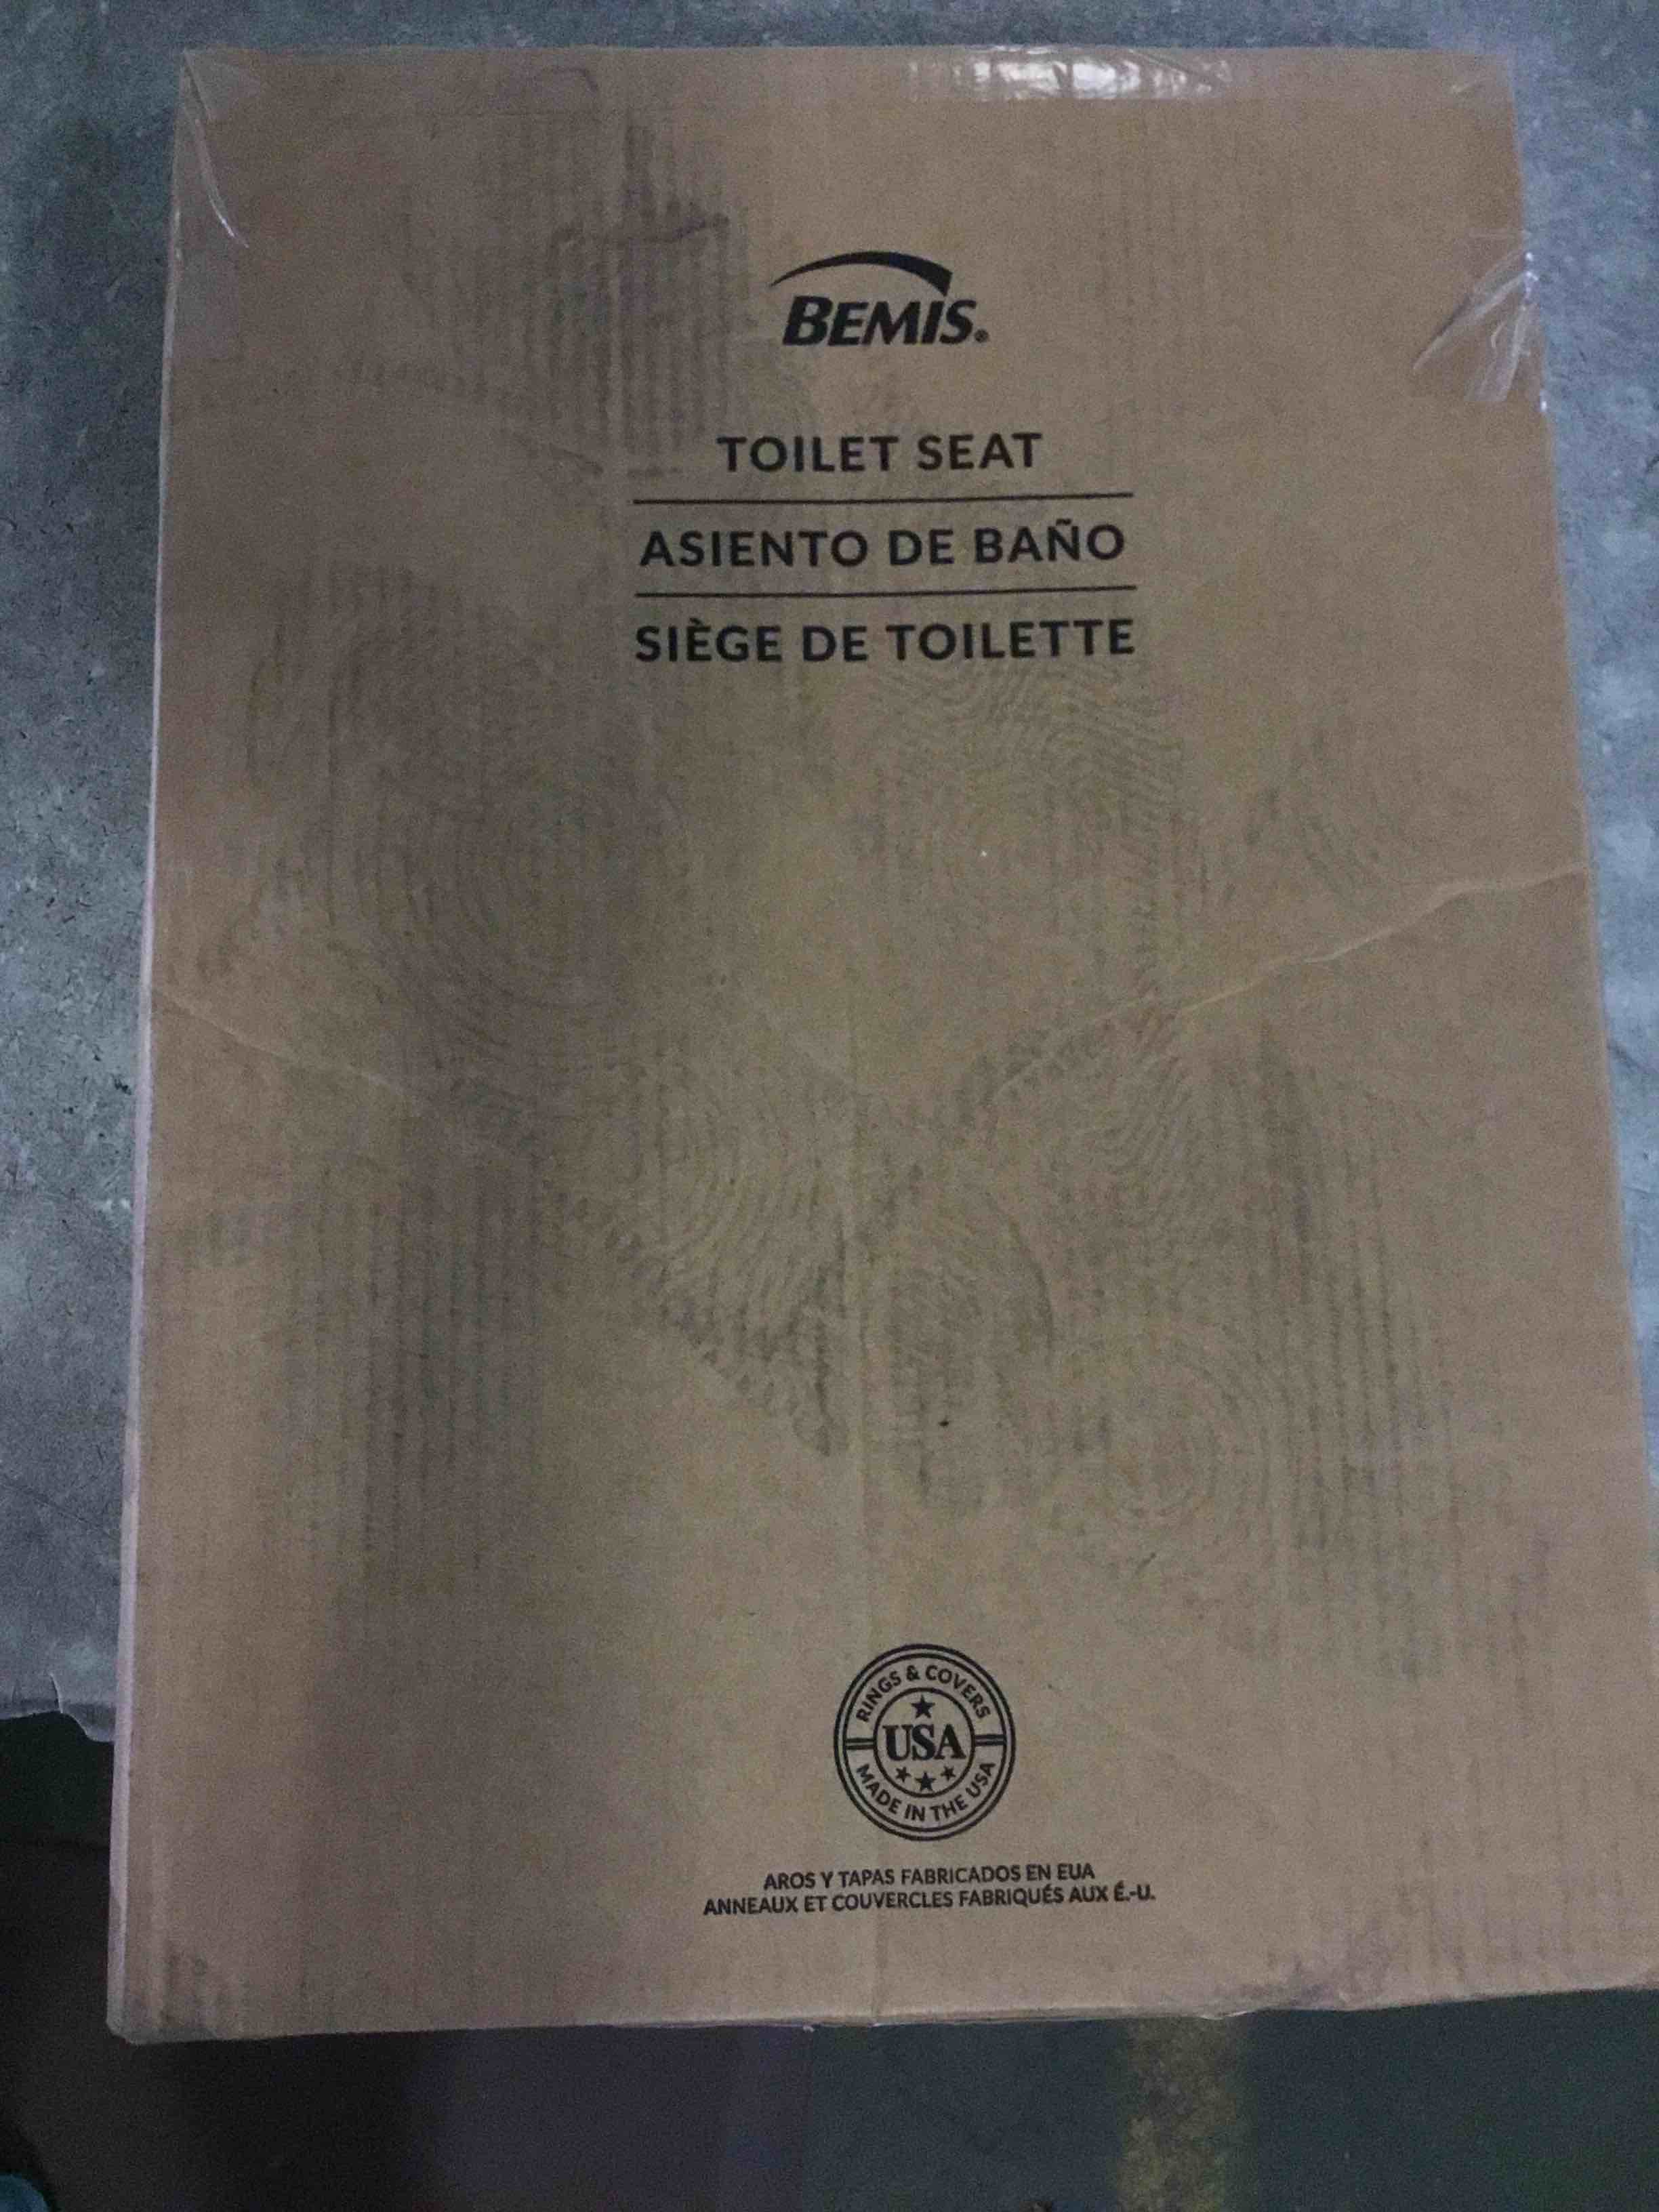 BEMIS®
TOILET SEAT
ASIENTO DE BAÑO
SIÈGE DE TOILETTE
RINGS & COVERS
USA
MADE IN THE USA
AROS Y TAPAS FABRICADOS EN EUA
ANNEAUX ET COUVERCLES FABRIQUÉS AUX É.-U.